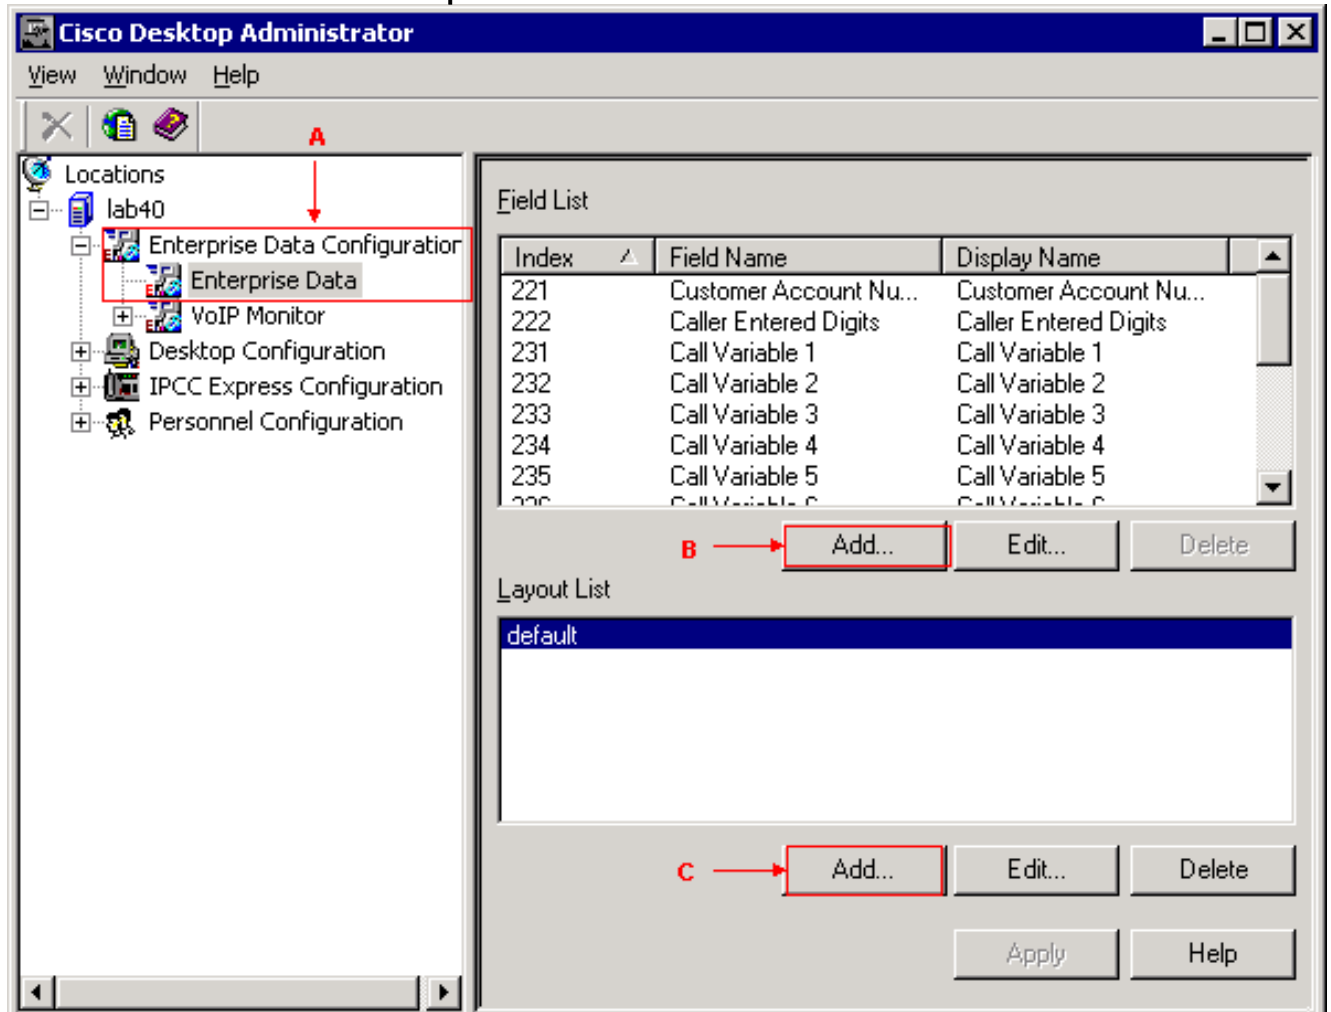 Cisco Desktop Administrator
View Window Help
A
Locations
lab40
Enterprise Data Configuration
Enterprise Data
VoIP Monitor
Desktop Configuration
IPCC Express Configuration
Personnel Configuration
Field List
Index Field Name Display Name
221 Customer Account Nu... Customer Account Nu...
222 Caller Entered Digits Caller Entered Digits
231 Call Variable 1 Call Variable 1
232 Call Variable 2 Call Variable 2
233 Call Variable 3 Call Variable 3
234 Call Variable 4 Call Variable 4
235 Call Variable 5 Call Variable 5
B Add... Edit... Delete
Layout List
default
C Add... Edit... Delete
Apply Help